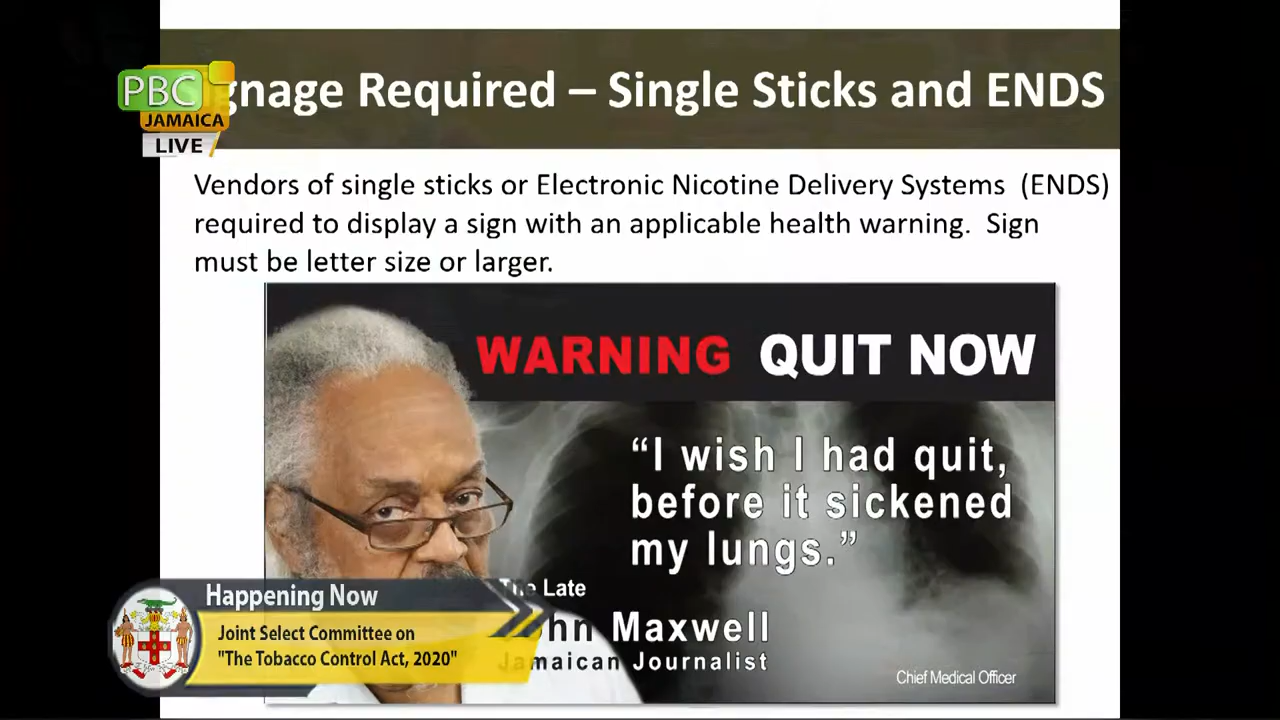 PBC
JAMAICA
LIVE
gnage Required – Single Sticks and ENDS
Vendors of single sticks or Electronic Nicotine Delivery Systems (ENDS)
required to display a sign with an applicable health warning. Sign
must be letter size or larger.
WARNING QUIT NOW
“I wish I had quit,
before it sickened
my lungs.”
The Late
John Maxwell
Jamaican Journalist
Chief Medical Officer
Happening Now
Joint Select Committee on
"The Tobacco Control Act, 2020"